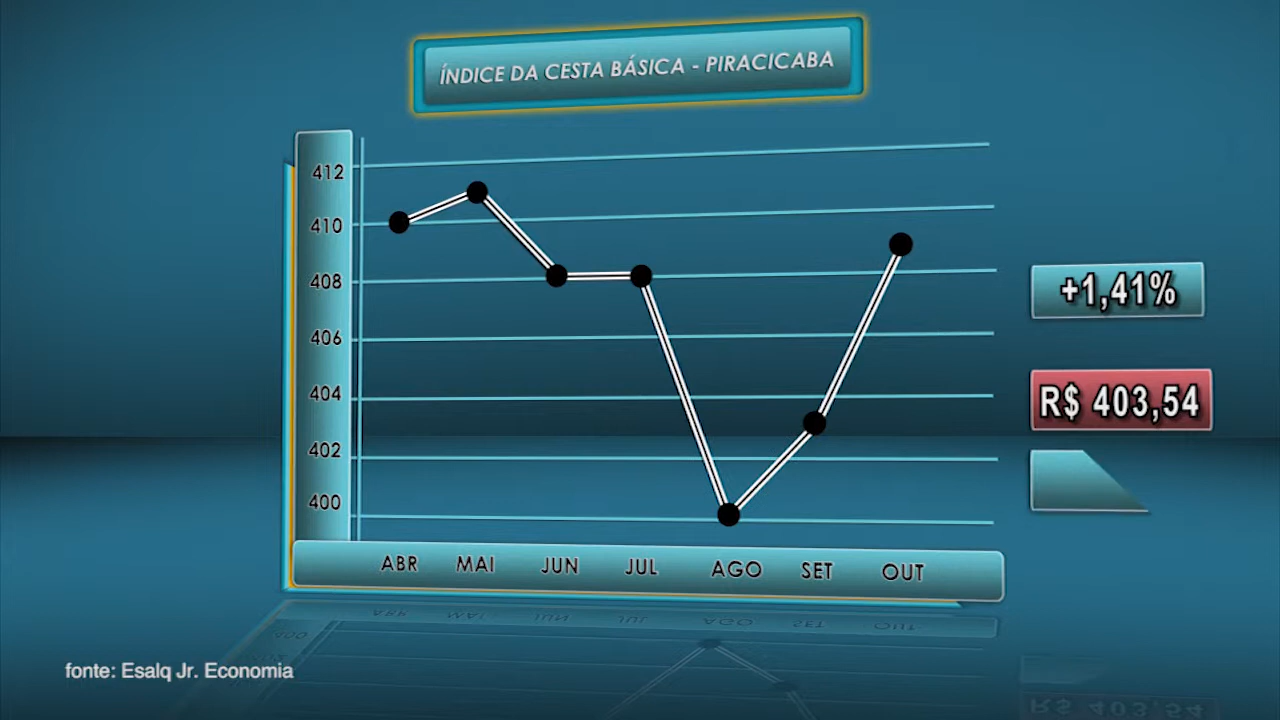 ÍNDICE DA CESTA BÁSICA - PIRACICABA
412
410
408
406
404
402
400
+1,41%
R$ 403,54
ABR MAI JUN JUL AGO SET OUT
fonte: Esalq Jr. Economia